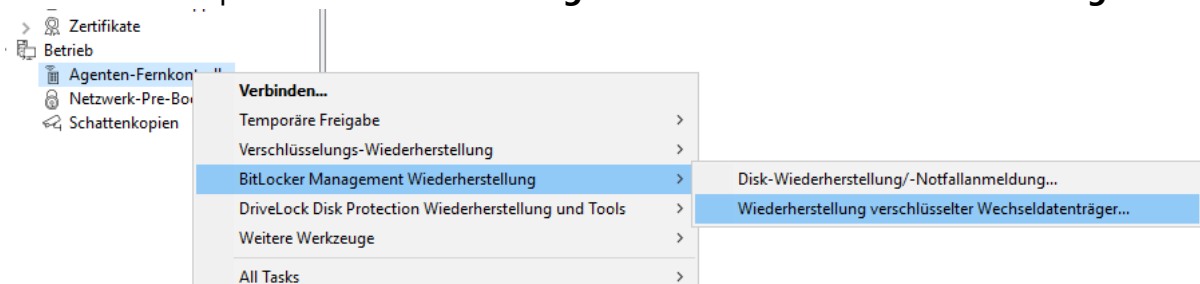 Zertifikate
Betrieb
Agenten-Fernkon
Verbinden...
Netzwerk-Pre-Bo
Temporäre Freigabe
Schattenkopien
Verschlüsselungs-Wiederherstellung
BitLocker Management Wiederherstellung
Disk-Wiederherstellung/-Notfallanmeldung...
DriveLock Disk Protection Wiederherstellung und Tools
Wiederherstellung verschlüsselter Wechseldatenträger...
Weitere Werkzeuge
All Tasks